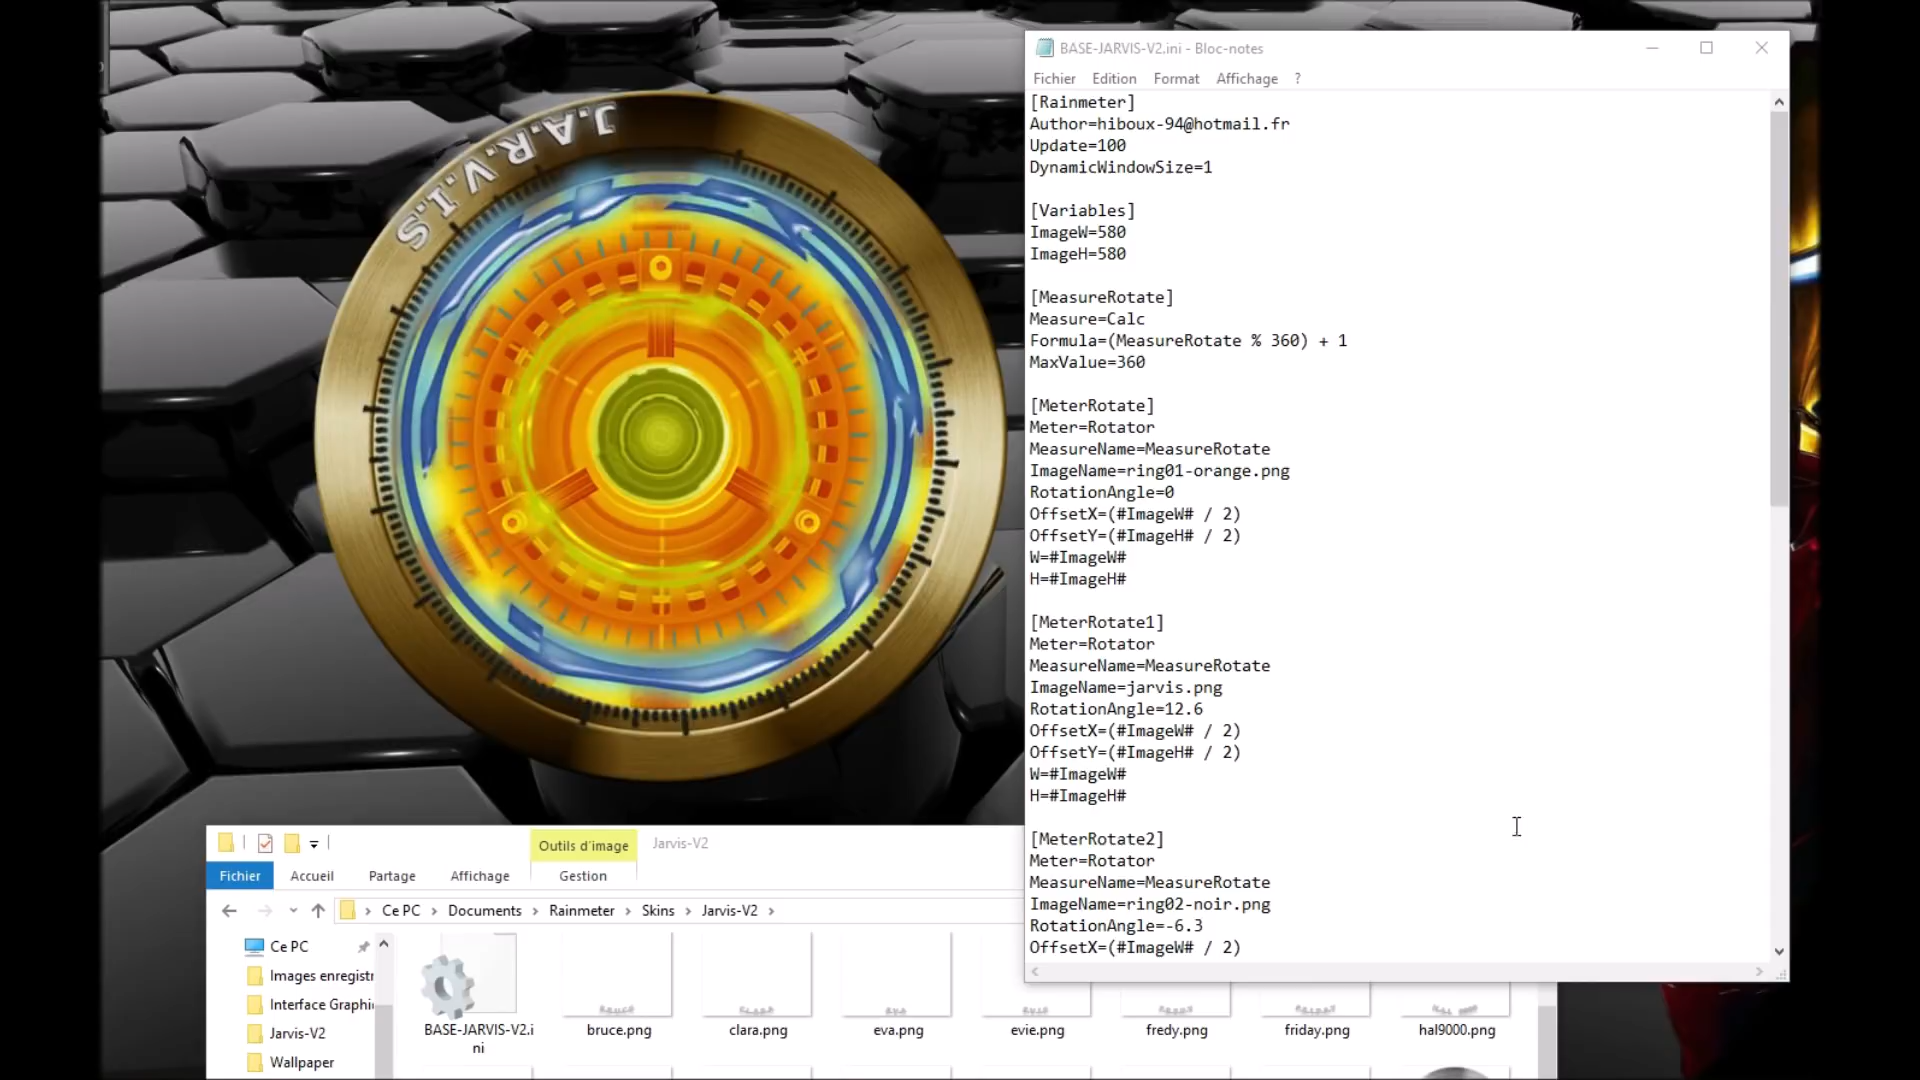 J.A.R.V.I.S
BASE-JARVIS-V2.ini - Bloc-notes
Fichier Edition Format Affichage ?
[Rainmeter]
Author=hiboux-94@hotmail.fr
Update=100
DynamicWindowSize=1
[Variables]
ImageW=580
ImageH=580
[MeasureRotate]
Measure=Calc
Formula=(MeasureRotate % 360) + 1
MaxValue=360
[MeterRotate]
Meter=Rotator
MeasureName=MeasureRotate
ImageName=ring01-orange.png
RotationAngle=0
OffsetX=(#ImageW# / 2)
OffsetY=(#ImageH# / 2)
W=#ImageW#
H=#ImageH#
[MeterRotate1]
Meter=Rotator
MeasureName=MeasureRotate
ImageName=jarvis.png
RotationAngle=12.6
OffsetX=(#ImageW# / 2)
OffsetY=(#ImageH# / 2)
W=#ImageW#
H=#ImageH#
[MeterRotate2]
Meter=Rotator
MeasureName=MeasureRotate
ImageName=ring02-noir.png
RotationAngle=-6.3
OffsetX=(#ImageW# / 2)
Outils d'image Jarvis-V2
Fichier Accueil Partage Affichage Gestion
Ce PC > Documents > Rainmeter > Skins > Jarvis-V2 >
Ce PC
Images enregistr
Interface Graphi
Jarvis-V2
Wallpaper
BASE-JARVIS-V2.i
ni
bruce.png
clara.png
eva.png
evie.png
fredy.png
friday.png
hal9000.png